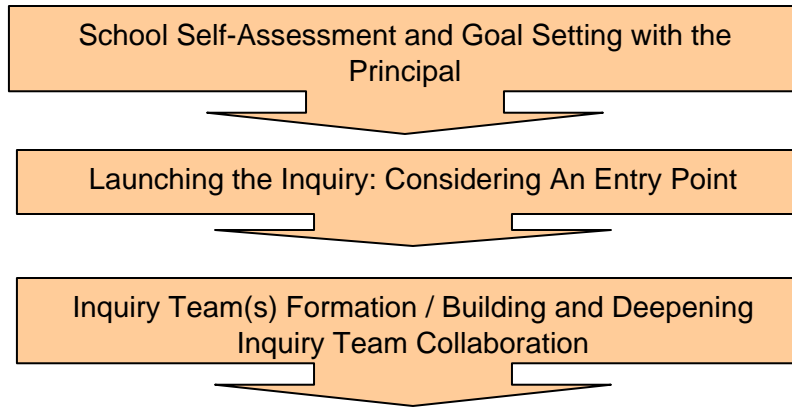 School Self-Assessment and Goal Setting with the
Principal
Launching the Inquiry: Considering An Entry Point
Inquiry Team(s) Formation / Building and Deepening
Inquiry Team Collaboration